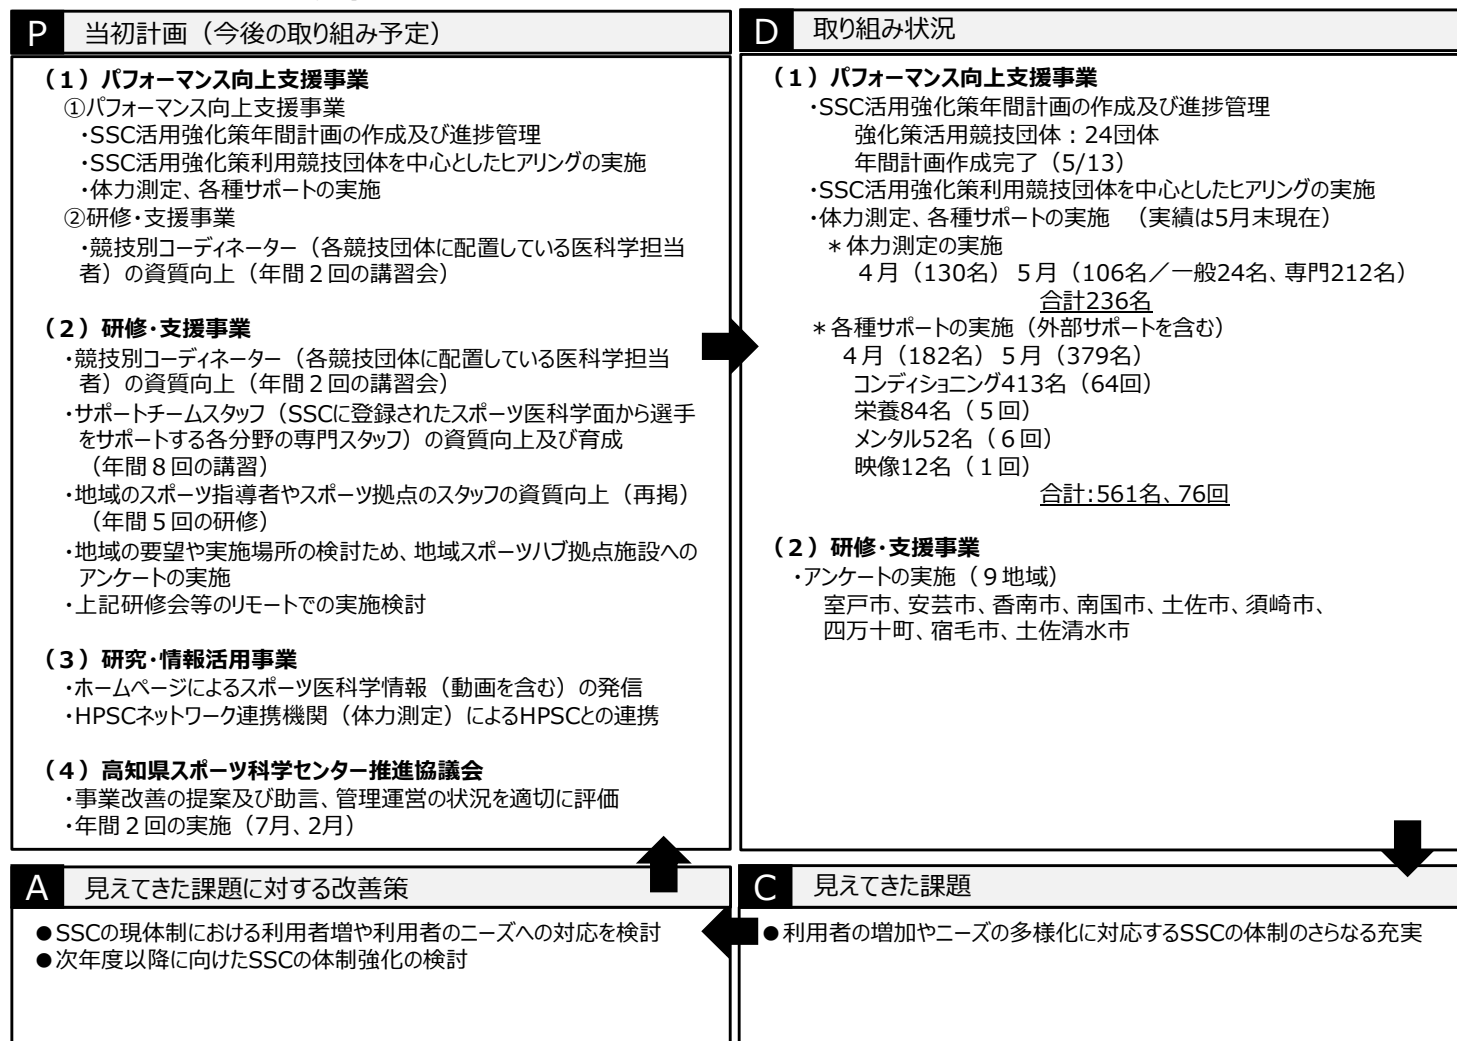 P 当初計画（今後の取り組み予定）
（１）パフォーマンス向上支援事業
①パフォーマンス向上支援事業
・SSC活用強化策年間計画の作成及び進捗管理
・SSC活用強化策利用競技団体を中心としたヒアリングの実施
・体力測定、各種サポートの実施
②研修・支援事業
・競技別コーディネーター（各競技団体に配置している医科学担当
者）の資質向上（年間２回の講習会）
（２）研修・支援事業
・競技別コーディネーター（各競技団体に配置している医科学担当
者）の資質向上（年間２回の講習会）
・サポートチームスタッフ（SSCに登録されたスポーツ医科学面から選手
をサポートする各分野の専門スタッフ）の資質向上及び育成
（年間８回の講習）
・地域のスポーツ指導者やスポーツ拠点のスタッフの資質向上（再掲）
（年間５回の研修）
・地域の要望や実施場所の検討ため、地域スポーツハブ拠点施設への
アンケートの実施
・上記研修会等のリモートでの実施検討
（３）研究・情報活用事業
・ホームページによるスポーツ医科学情報（動画を含む）の発信
・HPSCネットワーク連携機関（体力測定）によるHPSCとの連携
（４）高知県スポーツ科学センター推進協議会
・事業改善の提案及び助言、管理運営の状況を適切に評価
・年間２回の実施（7月、2月）
D 取り組み状況
（１）パフォーマンス向上支援事業
・SSC活用強化策年間計画の作成及び進捗管理
強化策活用競技団体：24団体
年間計画作成完了（5/13）
・SSC活用強化策利用競技団体を中心としたヒアリングの実施
・体力測定、各種サポートの実施　（実績は5月末現在）
＊体力測定の実施
４月（130名）５月（106名／一般24名、専門212名）
合計236名
＊各種サポートの実施（外部サポートを含む）
４月（182名）５月（379名）
コンディショニング413名（64回）
栄養84名（５回）
メンタル52名（６回）
映像12名（１回）
合計:561名、76回
（２）研修・支援事業
・アンケートの実施（９地域）
室戸市、安芸市、香南市、南国市、土佐市、須崎市、
四万十町、宿毛市、土佐清水市
A 見えてきた課題に対する改善策
●SSCの現体制における利用者増や利用者のニーズへの対応を検討
●次年度以降に向けたSSCの体制強化の検討
C 見えてきた課題
●利用者の増加やニーズの多様化に対応するSSCの体制のさらなる充実